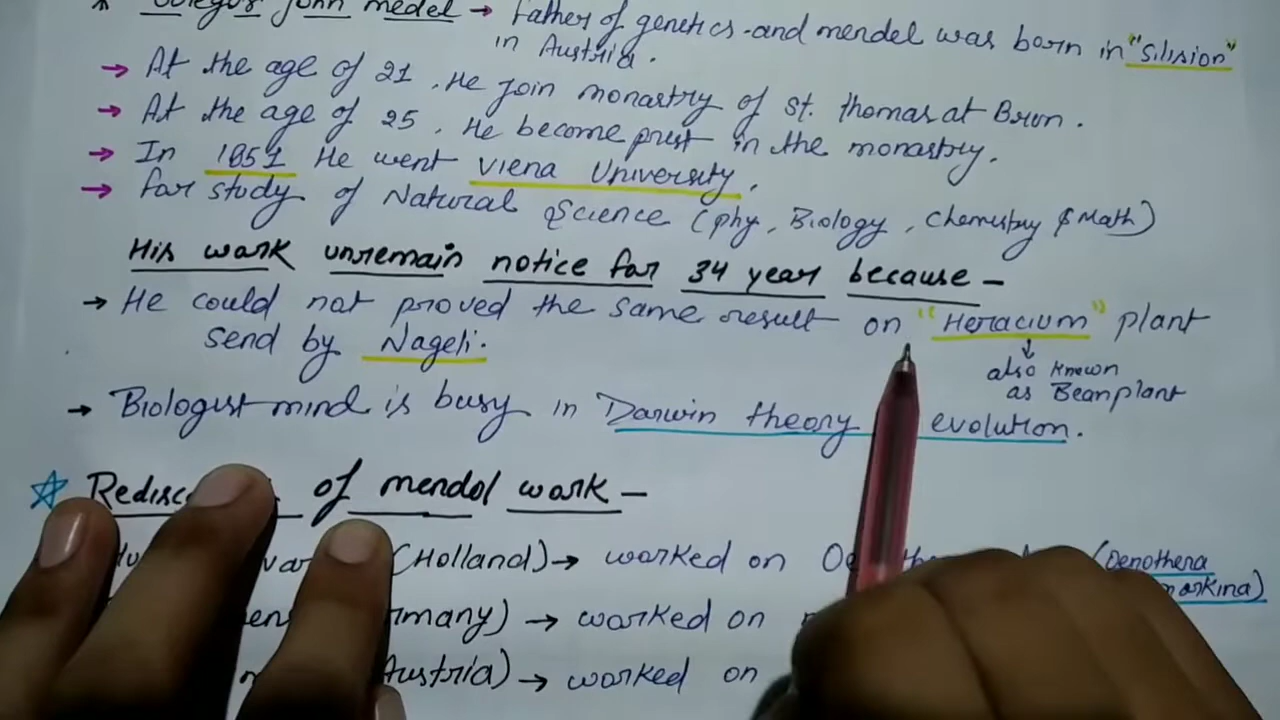 John medel → Father of genetics and mendel was born in "silision"
in Austria.
→ At the age of 21. He join monastry of st. thomas at Brun.
→ At the age of 25. He become prest in the monastry.
→ In 1851 He went Viena University.
→ for study of Natural Science (phy, Biology, Chemistry & Math)
His work unremain notice for 34 year because -
→ He could not proved the same result on "Heracium" plant
send by Nageli.
↓
also known
as Beanplant
→ Biologist mind is busy in Darwin theory evolution.
of mendol work -
(Holland) → worked on (Oenothera
→ worked on
→ worked on